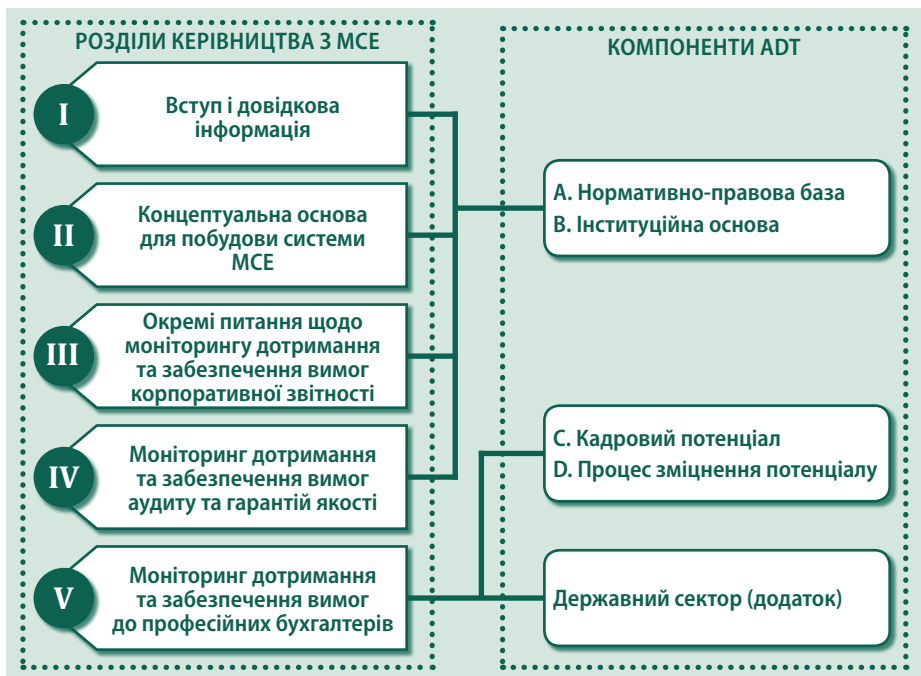 РОЗДІЛИ КЕРІВНИЦТВА З МСЕ
I
Вступ і довідкова
інформація
II
Концептуальна основа
для побудови системи
МСЕ
III
Окремі питання щодо
моніторингу дотримання
та забезпечення вимог
корпоративної звітності
IV
Моніторинг дотримання
та забезпечення вимог
аудиту та гарантій якості
V
Моніторинг дотримання
та забезпечення вимог
до професійних бухгалтерів
КОМПОНЕНТИ ADT
A. Нормативно-правова база
B. Інституційна основа
C. Кадровий потенціал
D. Процес зміцнення потенціалу
Державний сектор (додаток)